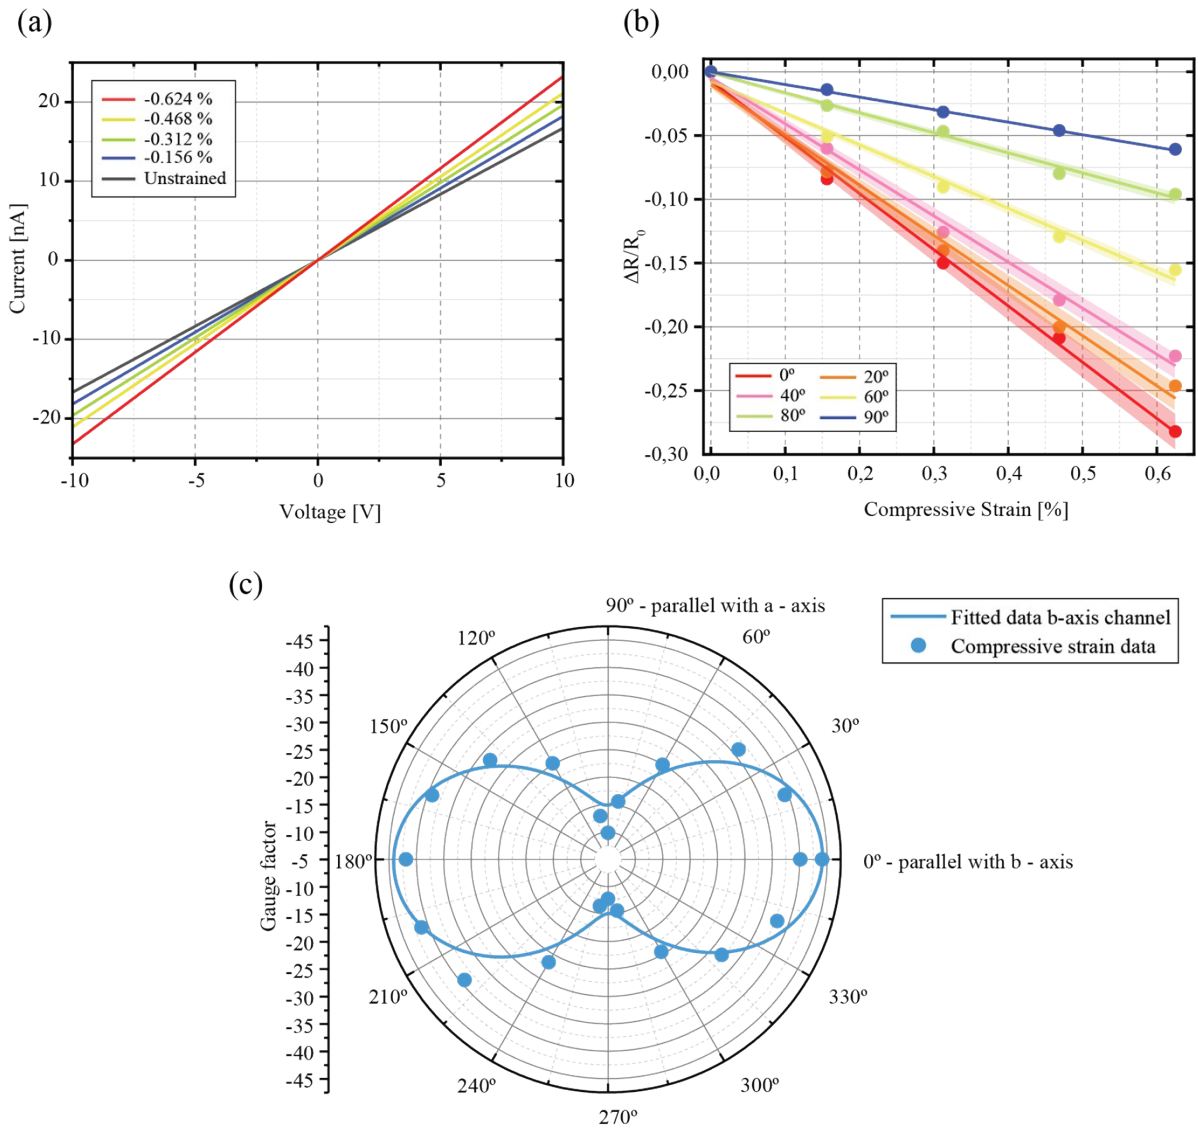 (a)
-0.624 %
-0.468 %
-0.312 %
-0.156 %
Unstrained
20
10
0
-10
-20
Current [nA]
-10
-5
0
5
10
Voltage [V]
(b)
0,00
-0,05
-0,10
-0,15
-0,20
-0,25
-0,30
ΔR/R0
0º
20º
40º
60º
80º
90º
0,0
0,1
0,2
0,3
0,4
0,5
0,6
Compressive Strain [%]
(c)
90º - parallel with a - axis
Fitted data b-axis channel
Compressive strain data
120º
60º
150º
30º
180º
0º - parallel with b - axis
210º
330º
240º
300º
270º
-45
-40
-35
-30
-25
-20
-15
-10
-5
-10
-15
-20
-25
-30
-35
-40
-45
Gauge factor